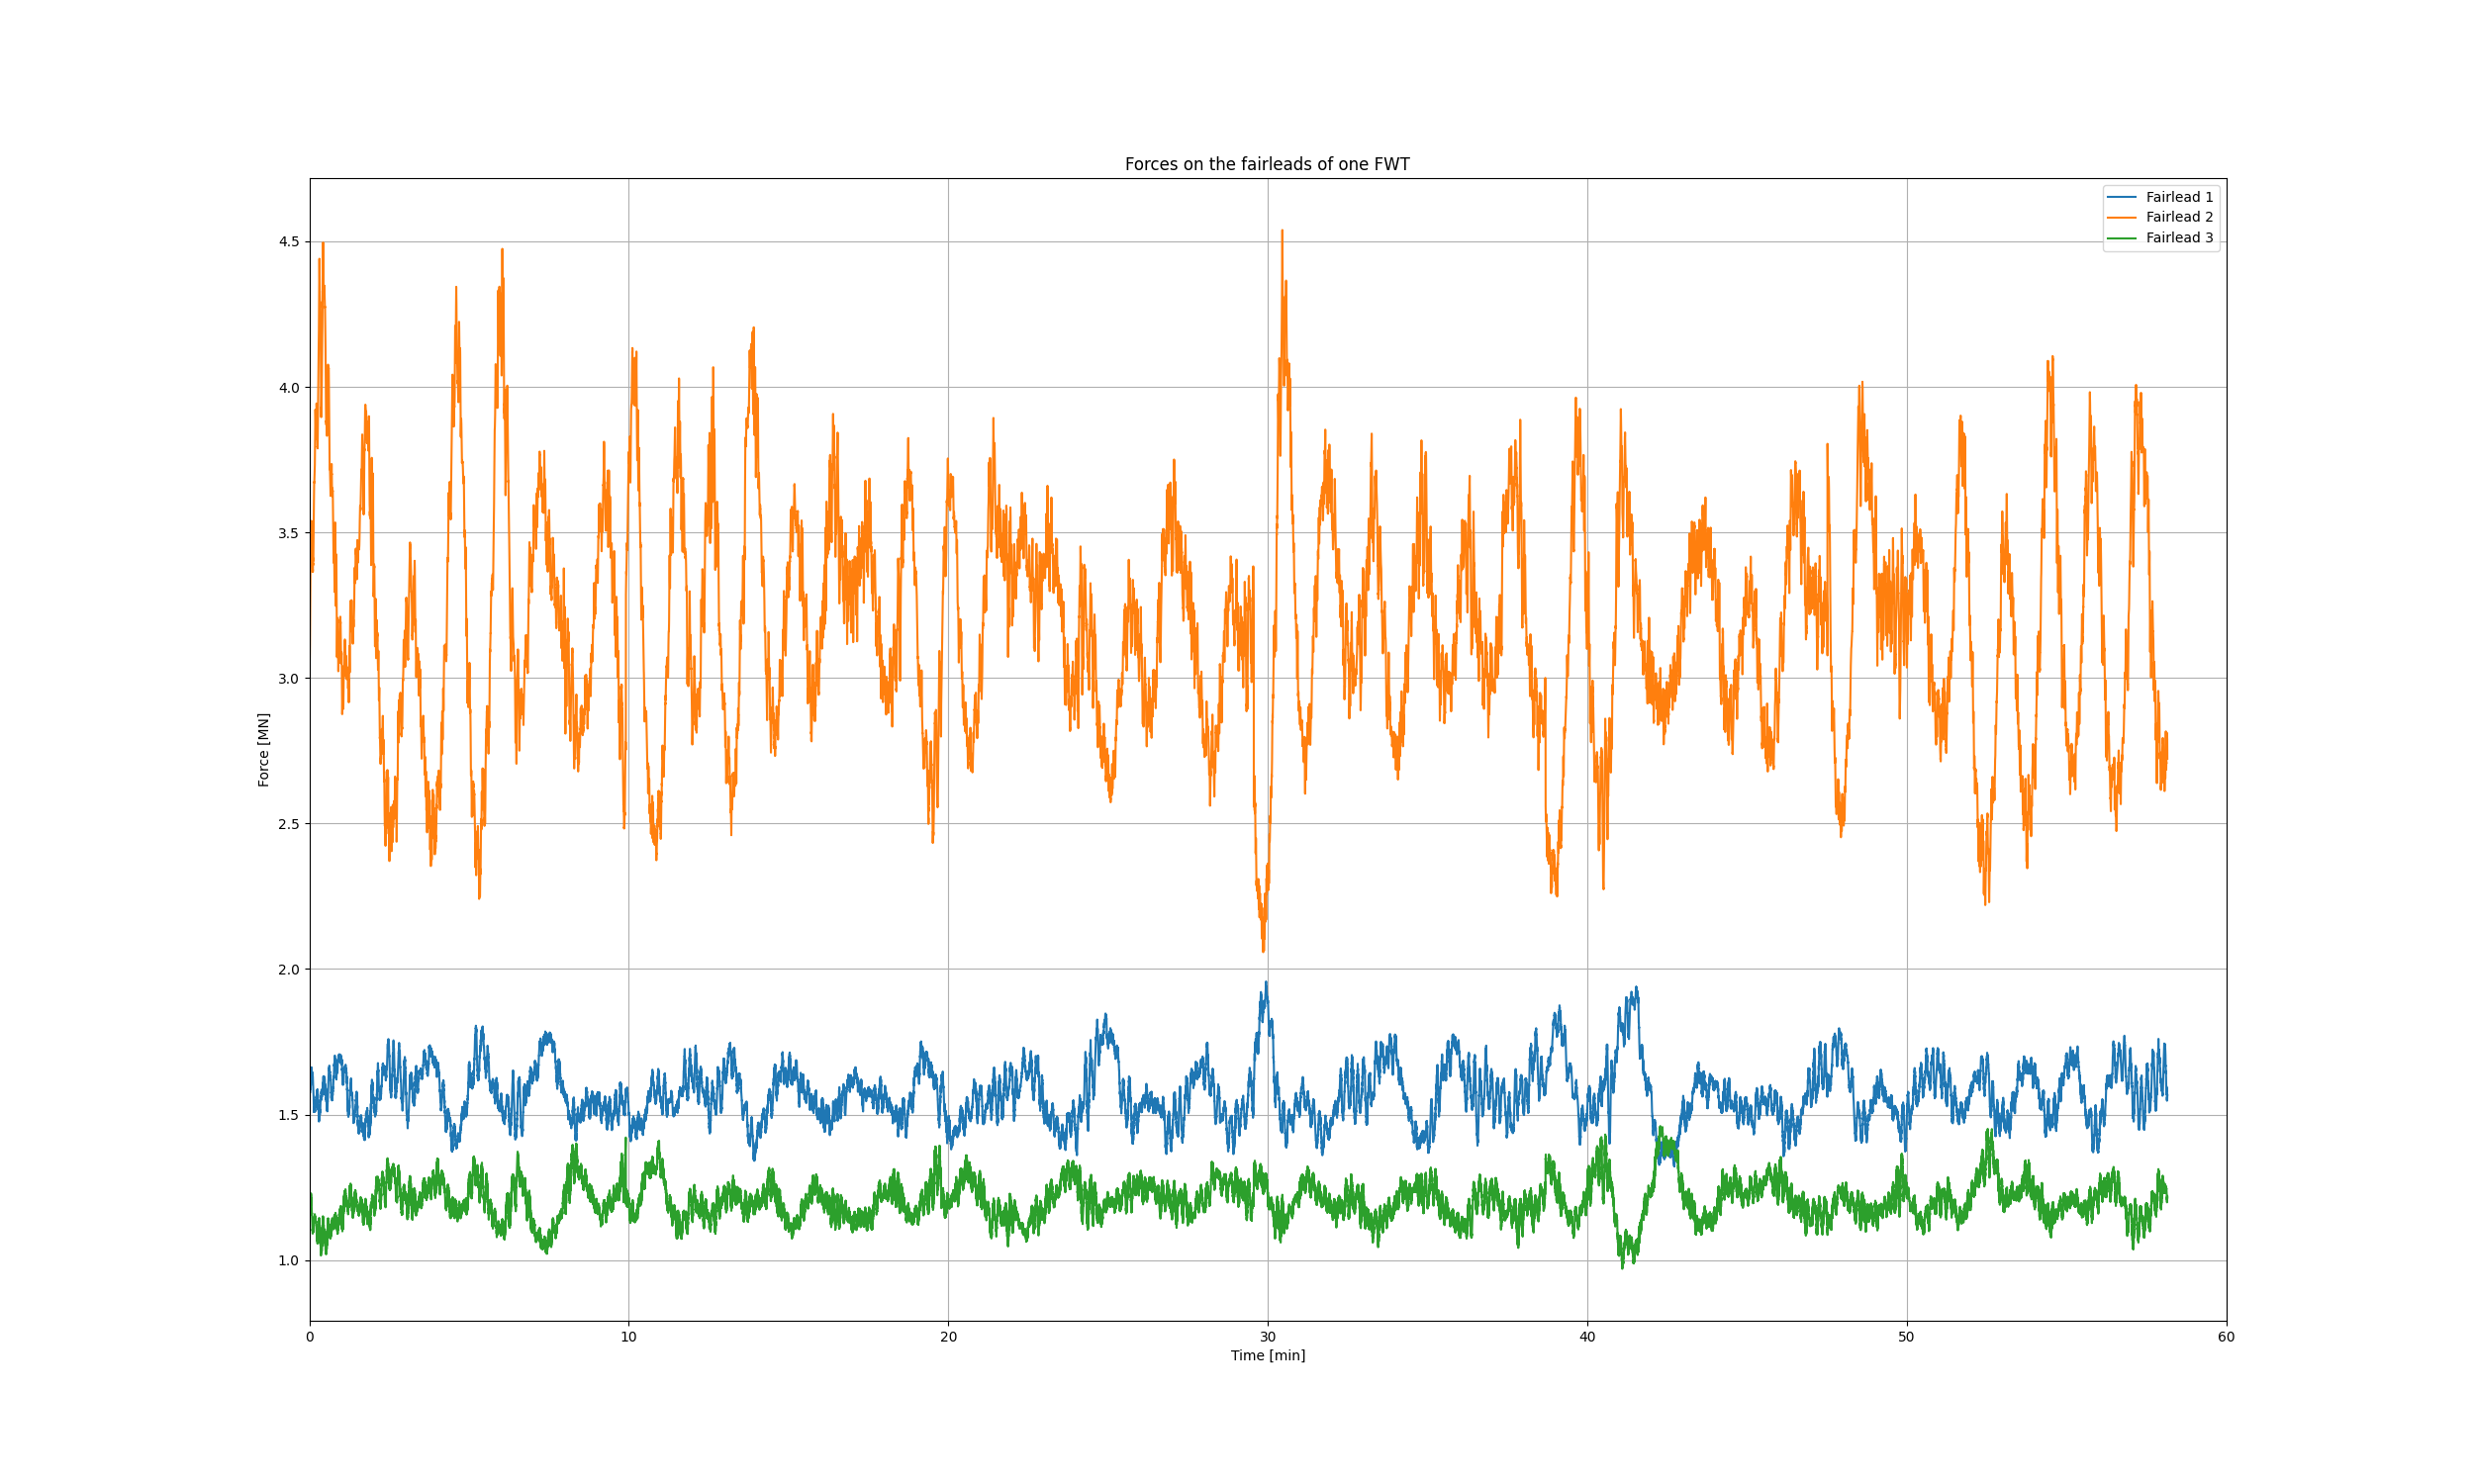 Forces on the fairleads of one FWT
Fairlead 1
Fairlead 2
Fairlead 3
Force [MN]
4.5
4.0
3.5
3.0
2.5
2.0
1.5
1.0
0 10 20 30 40 50 60
Time [min]